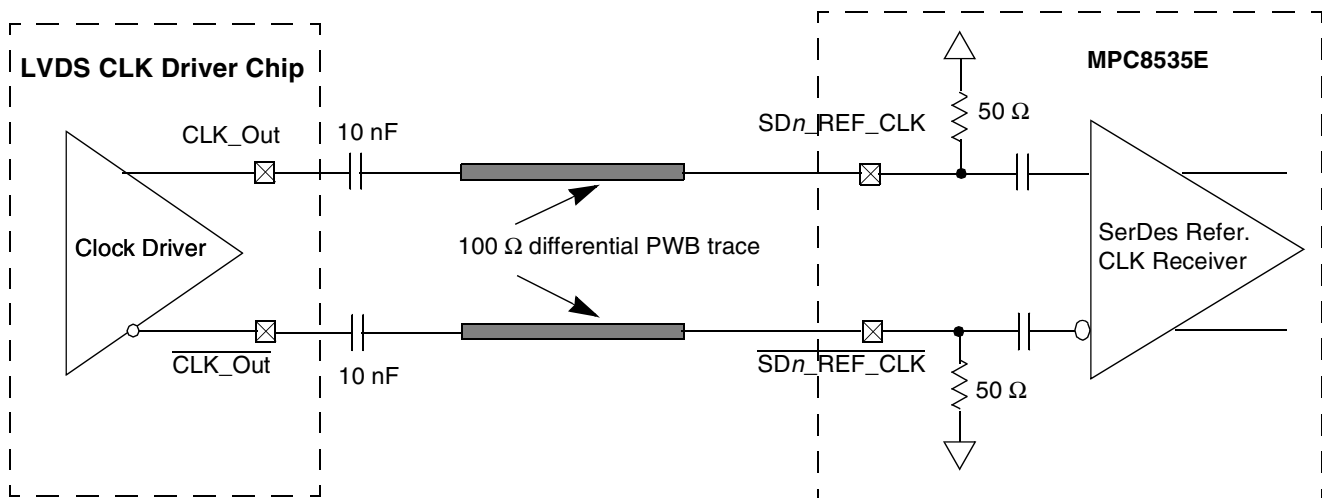 LVDS CLK Driver Chip
MPC8535E
CLK_Out
10 nF
SDn_REF_CLK
50 Ω
Clock Driver
100 Ω differential PWB trace
SerDes Refer.
CLK Receiver
CLK_Out
10 nF
SDn_REF_CLK
50 Ω